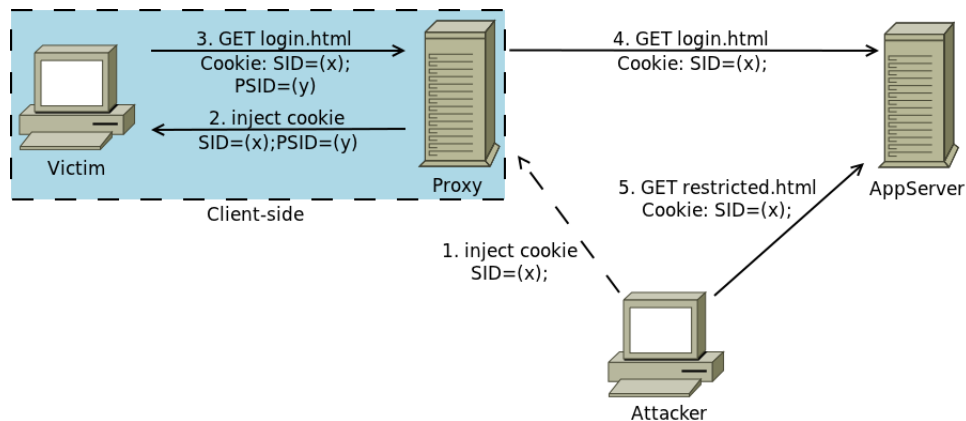 3. GET login.html
Cookie: SID=(x);
PSID=(y)
2. inject cookie
SID=(x);PSID=(y)
Victim
Proxy
Client-side
4. GET login.html
Cookie: SID=(x);
AppServer
5. GET restricted.html
Cookie: SID=(x);
1. inject cookie
SID=(x);
Attacker